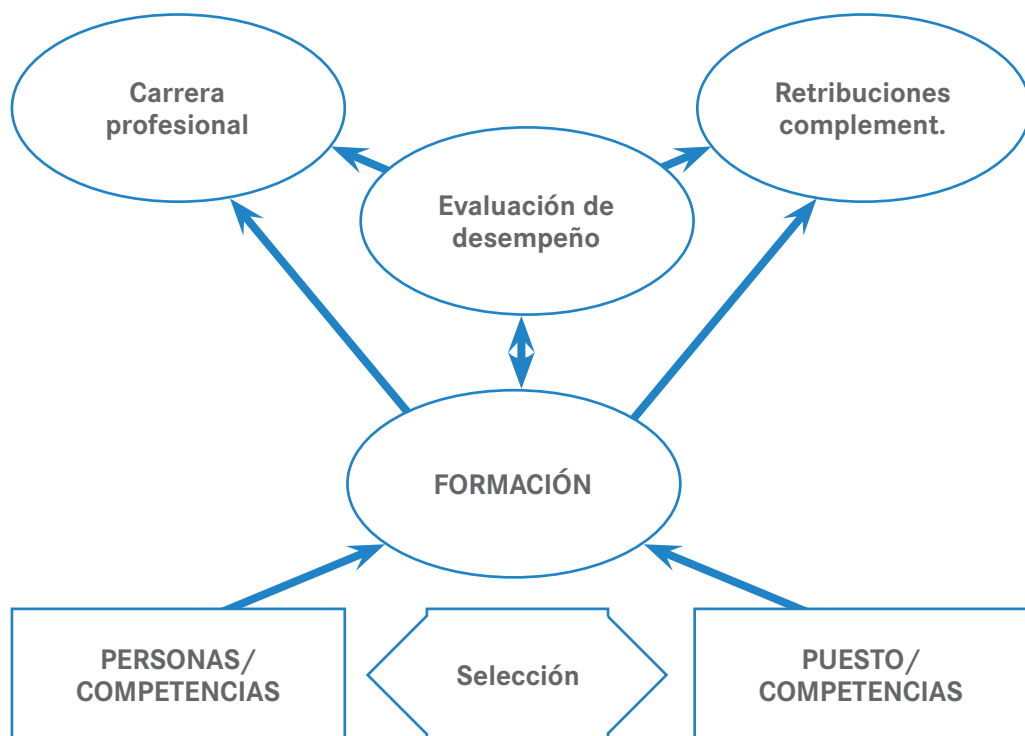 Carrera
profesional
Retribuciones
complement.
Evaluación de
desempeño
FORMACIÓN
PERSONAS/
COMPETENCIAS
Selección
PUESTO/
COMPETENCIAS